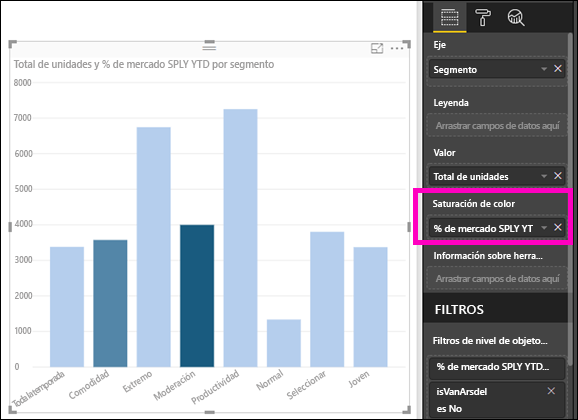 Total de unidades y % de mercado SPLY YTD por segmento
8000
7000
6000
5000
4000
3000
2000
1000
0
Toda la temporada
Comodidad
Extremo
Moderación
Productividad
Normal
Seleccionar
Joven
Eje
Segmento
Leyenda
Arrastrar campos de datos aquí
Valor
Total de unidades
Saturación de color
% de mercado SPLY YT
Información sobre herra...
Arrastrar campos de datos aquí
FILTROS
Filtros de nivel de objeto...
% de mercado SPLY YTD...
isVanArsdel
es No